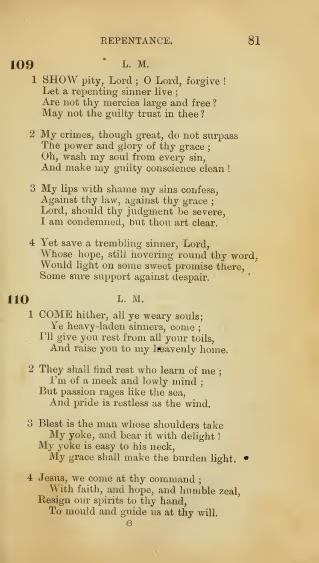 REPENTANCE. 81
109 L. M.
1 SHOW pity, Lord; O Lord, forgive!
Let a repenting sinner live;
Are not thy mercies large and free?
May not the guilty trust in thee?
2 My crimes, though great, do not surpass
The power and glory of thy grace;
Oh, wash my soul from every sin,
And make my guilty conscience clean!
3 My lips with shame my sins confess,
Against thy law, against thy grace;
Lord, should thy judgment be severe,
I am condemned, but thou art clear.
4 Yet save a trembling sinner, Lord,
Whose hope, still hovering round thy word,
Would light on some sweet promise there,
Some sure support against despair.
110 L. M.
1 COME hither, all ye weary souls;
Ye heavy-laden sinners, come;
I'll give you rest from all your toils,
And raise you to my heavenly home.
2 They shall find rest who learn of me;
I'm of a meek and lowly mind;
But passion rages like the sea,
And pride is restless as the wind.
3 Blest is the man whose shoulders take
My yoke, and bear it with delight!
My yoke is easy to his neck,
My grace shall make the burden light.
4 Jesus, we come at thy command;
With faith, and hope, and humble zeal,
Resign our spirits to thy hand,
To mould and guide us at thy will.
6